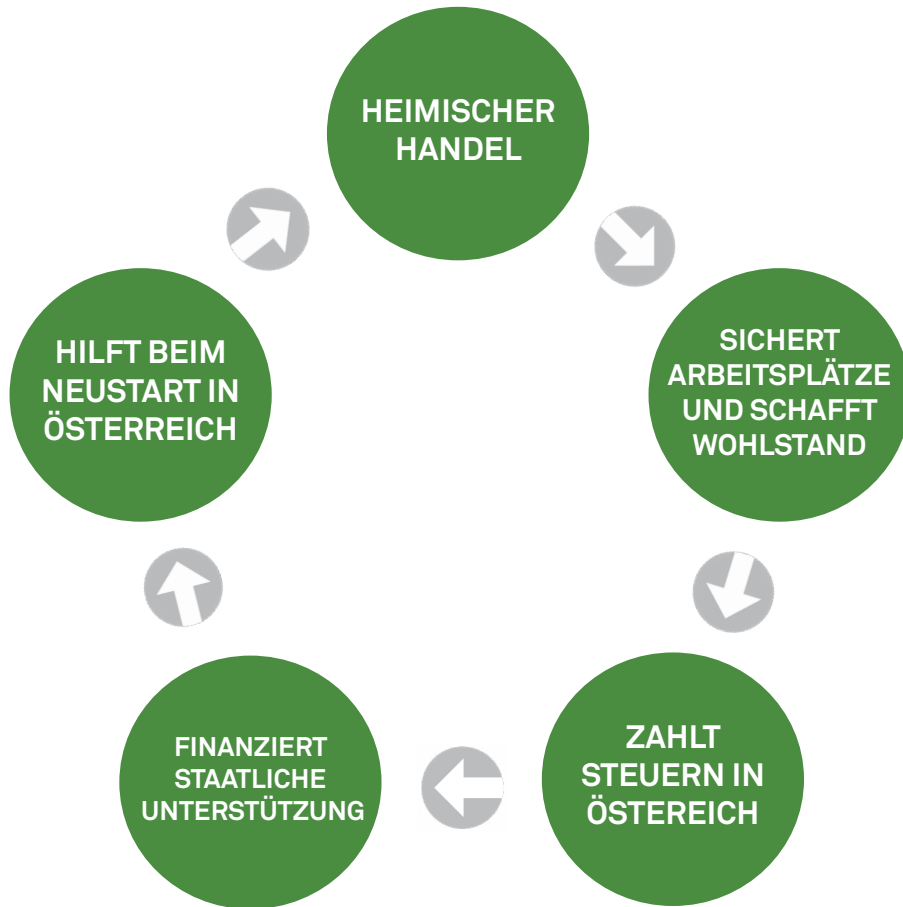 HEIMISCHER
HANDEL
SICHERT
ARBEITSPLÄTZE
UND SCHAFFT
WOHLSTAND
ZAHLT
STEUERN IN
ÖSTEREICH
FINANZIERT
STAATLICHE
UNTERSTÜTZUNG
HILFT BEIM
NEUSTART IN
ÖSTERREICH